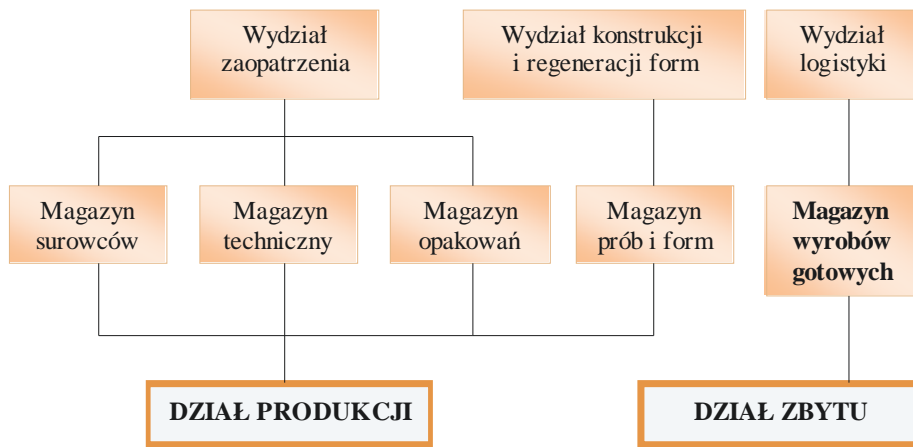 Wydział
zaopatrzenia
Wydział konstrukcji
i regeneracji form
Wydział
logistyki
Magazyn
surowców
Magazyn
techniczny
Magazyn
opakowań
Magazyn
prób i form
Magazyn
wyrobów
gotowych
DZIAŁ PRODUKCJI
DZIAŁ ZBYTU